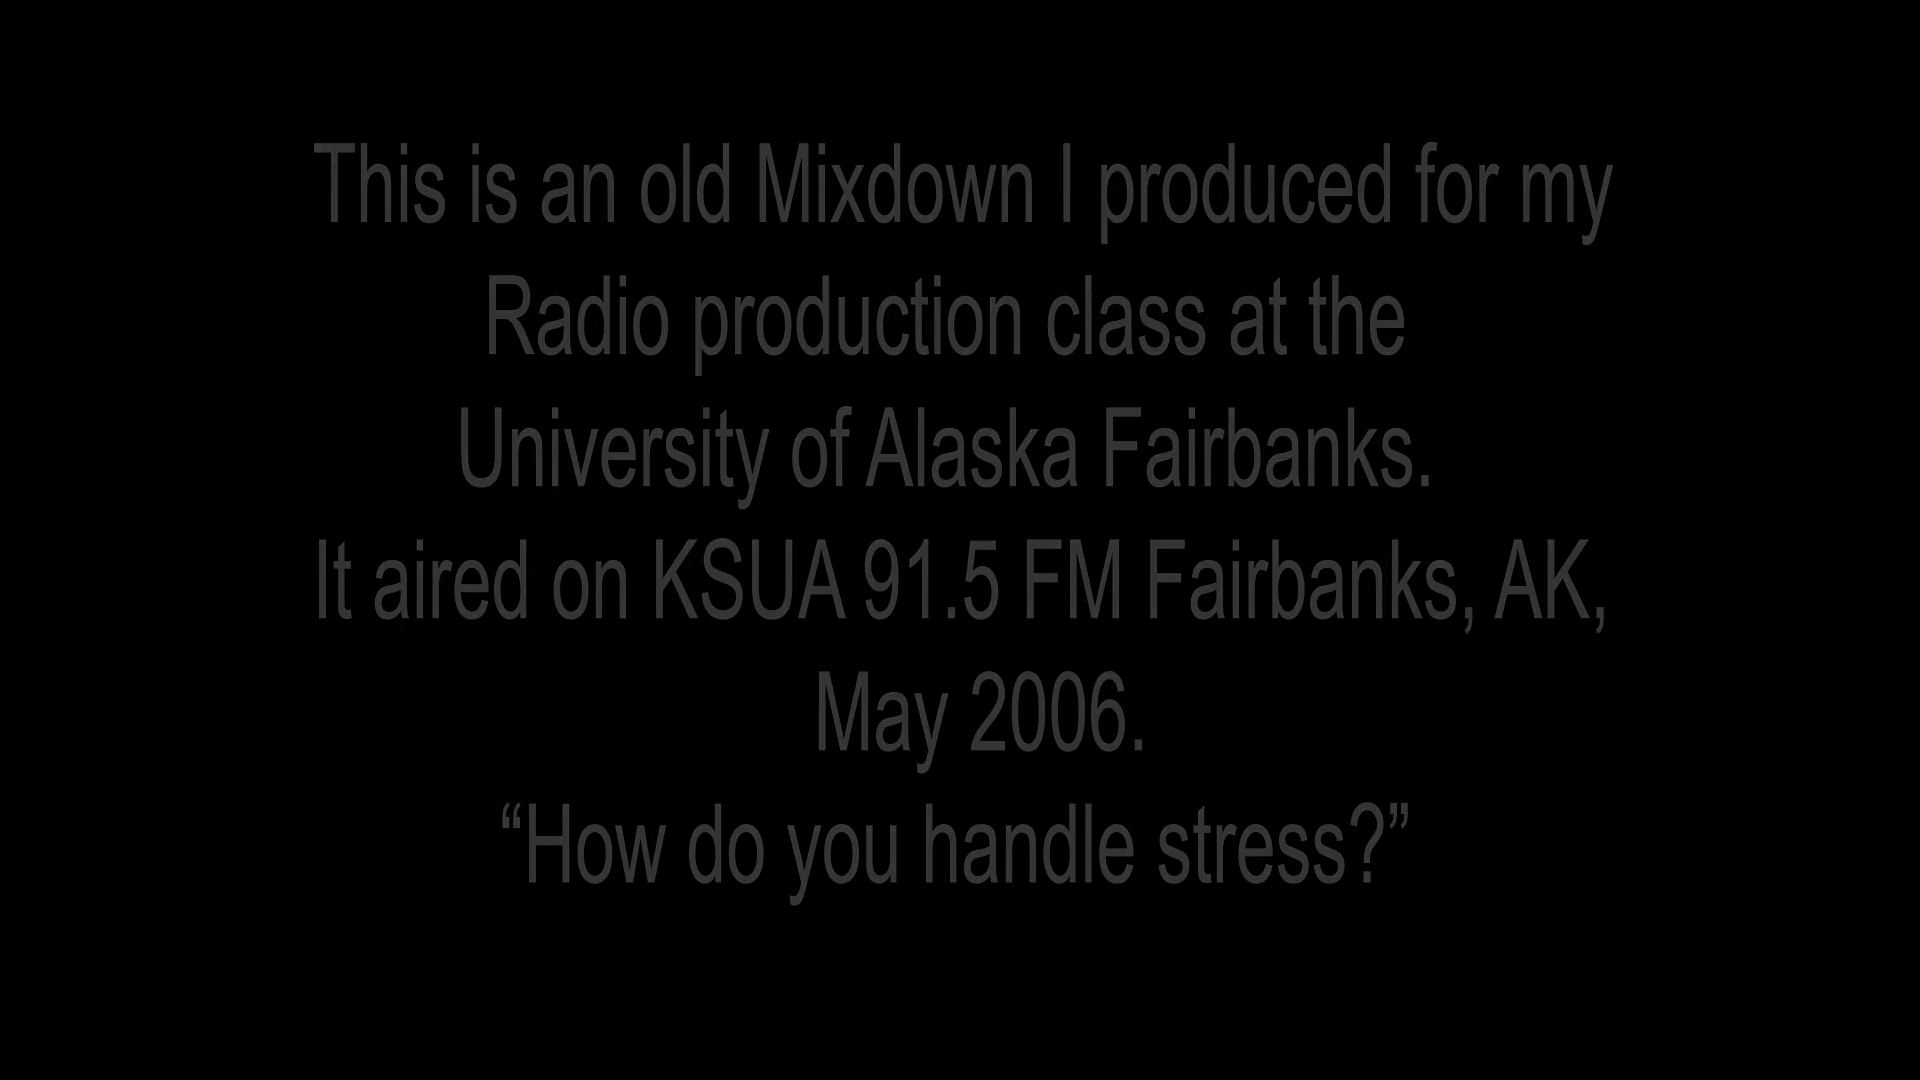 This is an old Mixdown I produced for my
Radio production class at the
University of Alaska Fairbanks.
It aired on KSUA 91.5 FM Fairbanks, AK,
May 2006.
“How do you handle stress?”